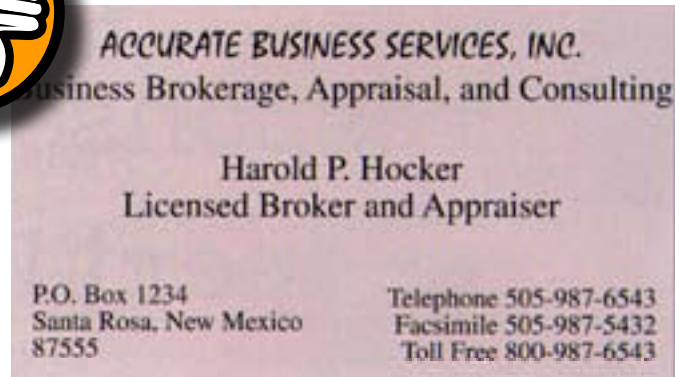 ACCURATE BUSINESS SERVICES, INC.
Business Brokerage, Appraisal, and Consulting
Harold P. Hocker
Licensed Broker and Appraiser
P.O. Box 1234
Santa Rosa, New Mexico
87555
Telephone 505-987-6543
Facsimile 505-987-5432
Toll Free 800-987-6543